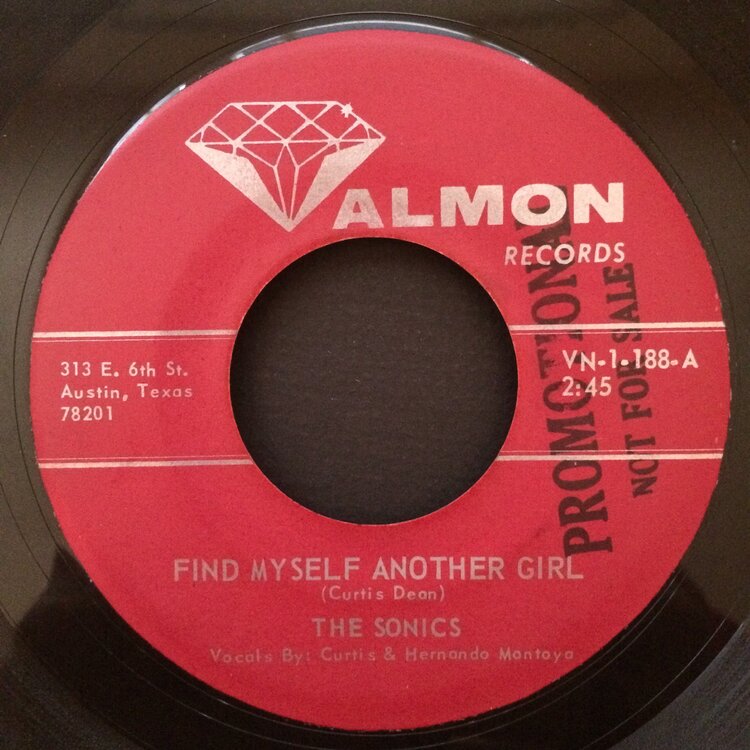 VALMON
RECORDS
313 E. 6th St.
Austin, Texas
78201
VN-1-188-A
2:45
PROMOTIONAL
NOT FOR SALE
FIND MYSELF ANOTHER GIRL
(Curtis Dean)
THE SONICS
Vocals By: Curtis & Hernando Montoya